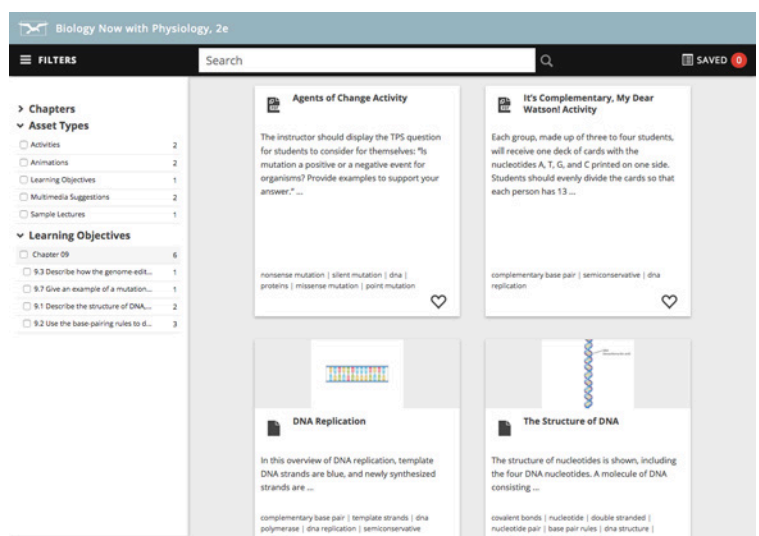 Biology Now with Physiology, 2e
FILTERS
Search
SAVED 0
Chapters
Asset Types
Activities 2
Animations 2
Learning Objectives 1
Multimedia Suggestions 2
Sample Lectures 1
Learning Objectives
Chapter 09 6
9.3 Describe how the genome-edit... 1
9.7 Give an example of a mutation... 1
9.1 Describe the structure of DNA,... 2
9.2 Use the base-pairing rules to d... 3
Agents of Change Activity
The instructor should display the TPS question
for students to consider for themselves: "Is
mutation a positive or a negative event for
organisms? Provide examples to support your
answer." ...
nonsense mutation | silent mutation | dna |
proteins | missense mutation | point mutation
It's Complementary, My Dear
Watson! Activity
Each group, made up of three to four students,
will receive one deck of cards with the
nucleotides A, T, G, and C printed on one side.
Students should evenly divide the cards so that
each person has 13 ...
complementary base pair | semiconservative | dna
replication
DNA Replication
In this overview of DNA replication, template
DNA strands are blue, and newly synthesized
strands are ...
complementary base pair | template strands | dna
polymerase | dna replication | semiconservative
The Structure of DNA
The structure of nucleotides is shown, including
the four DNA nucleotides. A molecule of DNA
consisting ...
covalent bonds | nucleotide | double stranded |
nucleotide pair | base pair rules | dna structure |